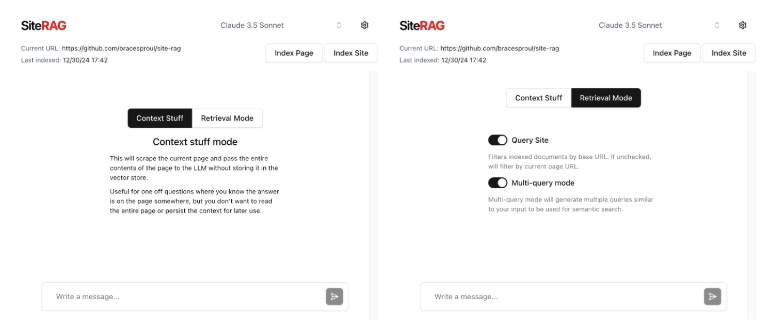 SiteRAG
Claude 3.5 Sonnet
Current URL: https://github.com/bracesproul/site-rag
Last indexed: 12/30/24 17:42
Index Page
Index Site
Context Stuff
Retrieval Mode
Context stuff mode
This will scrape the current page and pass the entire
contents of the page to the LLM without storing it in the
vector store.
Useful for one off questions where you know the answer
is on the page somewhere, but you don't want to read
the entire page or persist the context for later use.
Write a message...
SiteRAG
Claude 3.5 Sonnet
Current URL: https://github.com/bracesproul/site-rag
Last indexed: 12/30/24 17:42
Index Page
Index Site
Context Stuff
Retrieval Mode
Query Site
Filters indexed documents by base URL. If unchecked,
will filter by current page URL.
Multi-query mode
Multi-query mode will generate multiple queries similar
to your input to be used for semantic search.
Write a message...